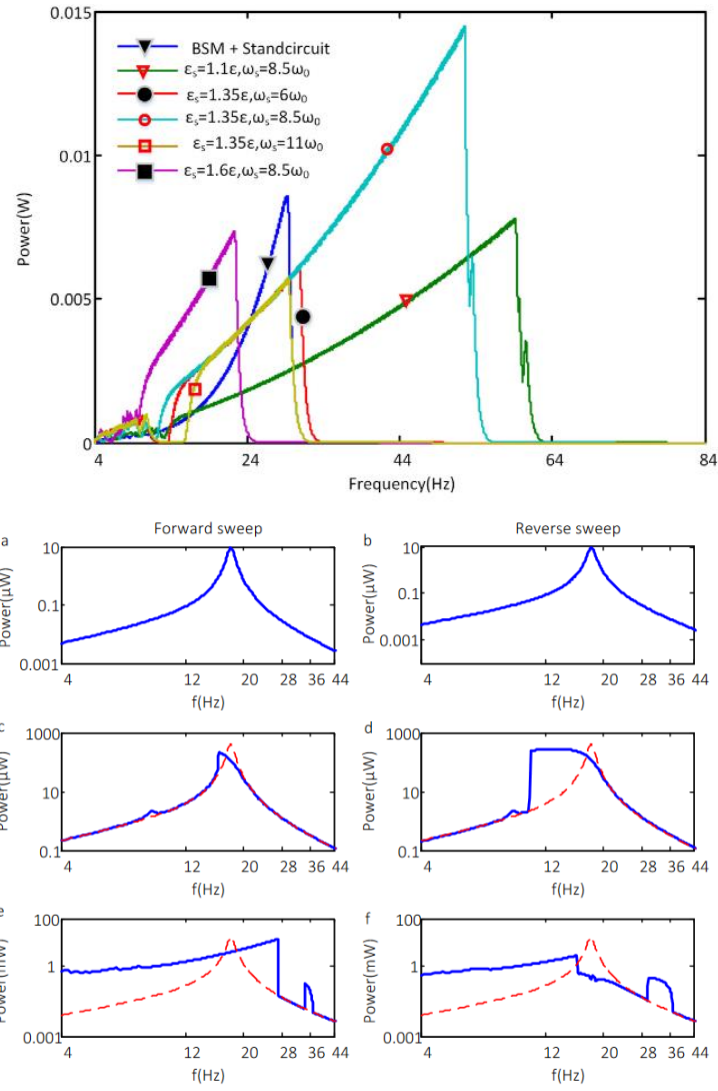 0.015
BSM + Standcircuit
εs=1.1ε,ωs=8.5ω0
εs=1.35ε,ωs=6ω0
εs=1.35ε,ωs=8.5ω0
εs=1.35ε,ωs=11ω0
εs=1.6ε,ωs=8.5ω0
0.01
Power(W)
0.005
0
4 24 44 64 84
Frequency(Hz)
a Forward sweep
b Reverse sweep
10 10
Power(μW) Power(μW)
0.1 0.1
0.001 0.001
4 12 20 28 36 44 4 12 20 28 36 44
f(Hz) f(Hz)
c d
1000 1000
Power(μW) Power(μW)
10 10
0.1 0.1
4 12 20 28 36 44 4 12 20 28 36 44
f(Hz) f(Hz)
e f
100 100
Power(mW) Power(mW)
1 1
0.001 0.001
4 12 20 28 36 44 4 12 20 28 36 44
f(Hz) f(Hz)